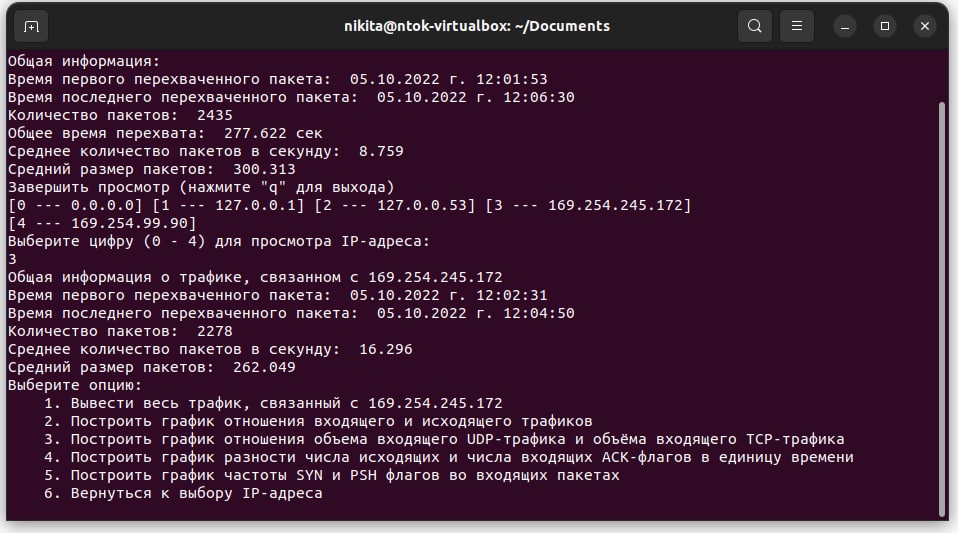 nikita@ntok-virtualbox: ~/Documents
Общая информация:
Время первого перехваченного пакета:  05.10.2022 г. 12:01:53
Время последнего перехваченного пакета:  05.10.2022 г. 12:06:30
Количество пакетов:  2435
Общее время перехвата:  277.622 сек
Среднее количество пакетов в секунду:  8.759
Средний размер пакетов:  300.313
Завершить просмотр (нажмите "q" для выхода)
[0 --- 0.0.0.0] [1 --- 127.0.0.1] [2 --- 127.0.0.53] [3 --- 169.254.245.172]
[4 --- 169.254.99.90]
Выберите цифру (0 - 4) для просмотра IP-адреса:
3
Общая информация о трафике, связанном с 169.254.245.172
Время первого перехваченного пакета:  05.10.2022 г. 12:02:31
Время последнего перехваченного пакета:  05.10.2022 г. 12:04:50
Количество пакетов:  2278
Среднее количество пакетов в секунду:  16.296
Средний размер пакетов:  262.049
Выберите опцию:
    1. Вывести весь трафик, связанный с 169.254.245.172
    2. Построить график отношения входящего и исходящего трафиков
    3. Построить график отношения объема входящего UDP-трафика и объёма входящего TCP-трафика
    4. Построить график разности числа исходящих и числа входящих ACK-флагов в единицу времени
    5. Построить график частоты SYN и PSH флагов во входящих пакетах
    6. Вернуться к выбору IP-адреса